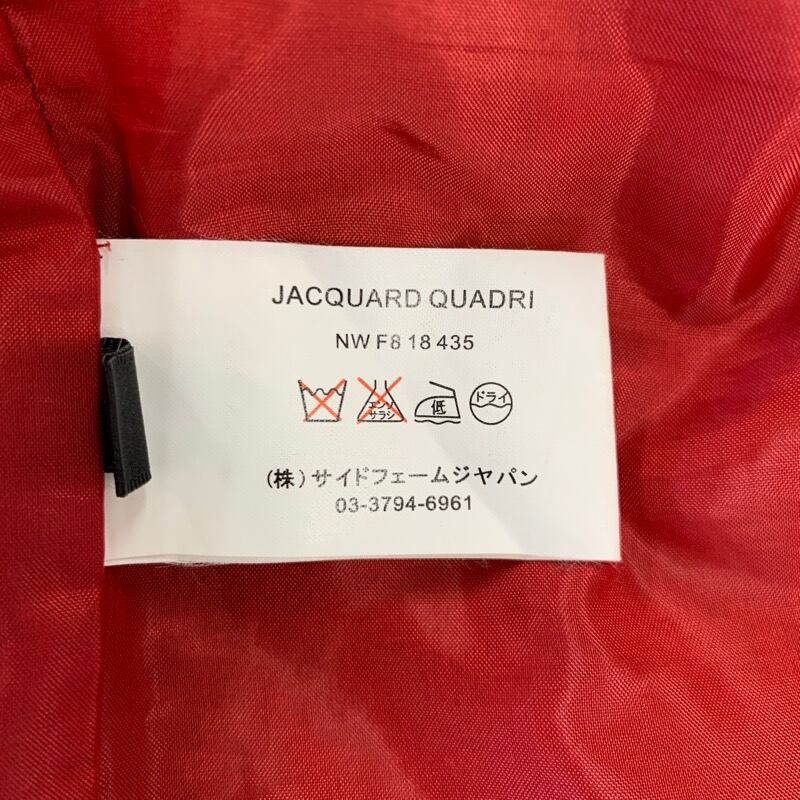 JACQUARD QUADRI
NW F8 18 435
エンソサラシ 低 ドライ
(株)サイドフェームジヤパン
03-3794-6961